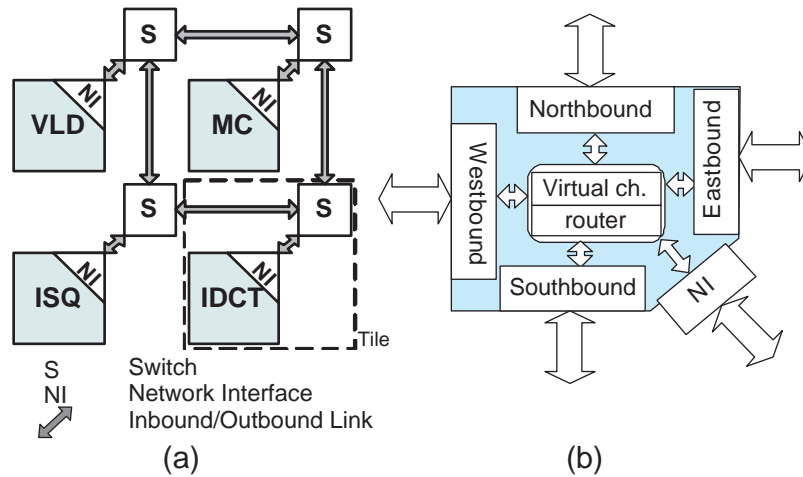 S
S
NI
NI
VLD
MC
S
S
NI
NI
ISQ
IDCT
Tile
S Switch
NI Network Interface
Inbound/Outbound Link
(a)
Northbound
Westbound
Virtual ch.
router
Eastbound
Southbound
NI
(b)